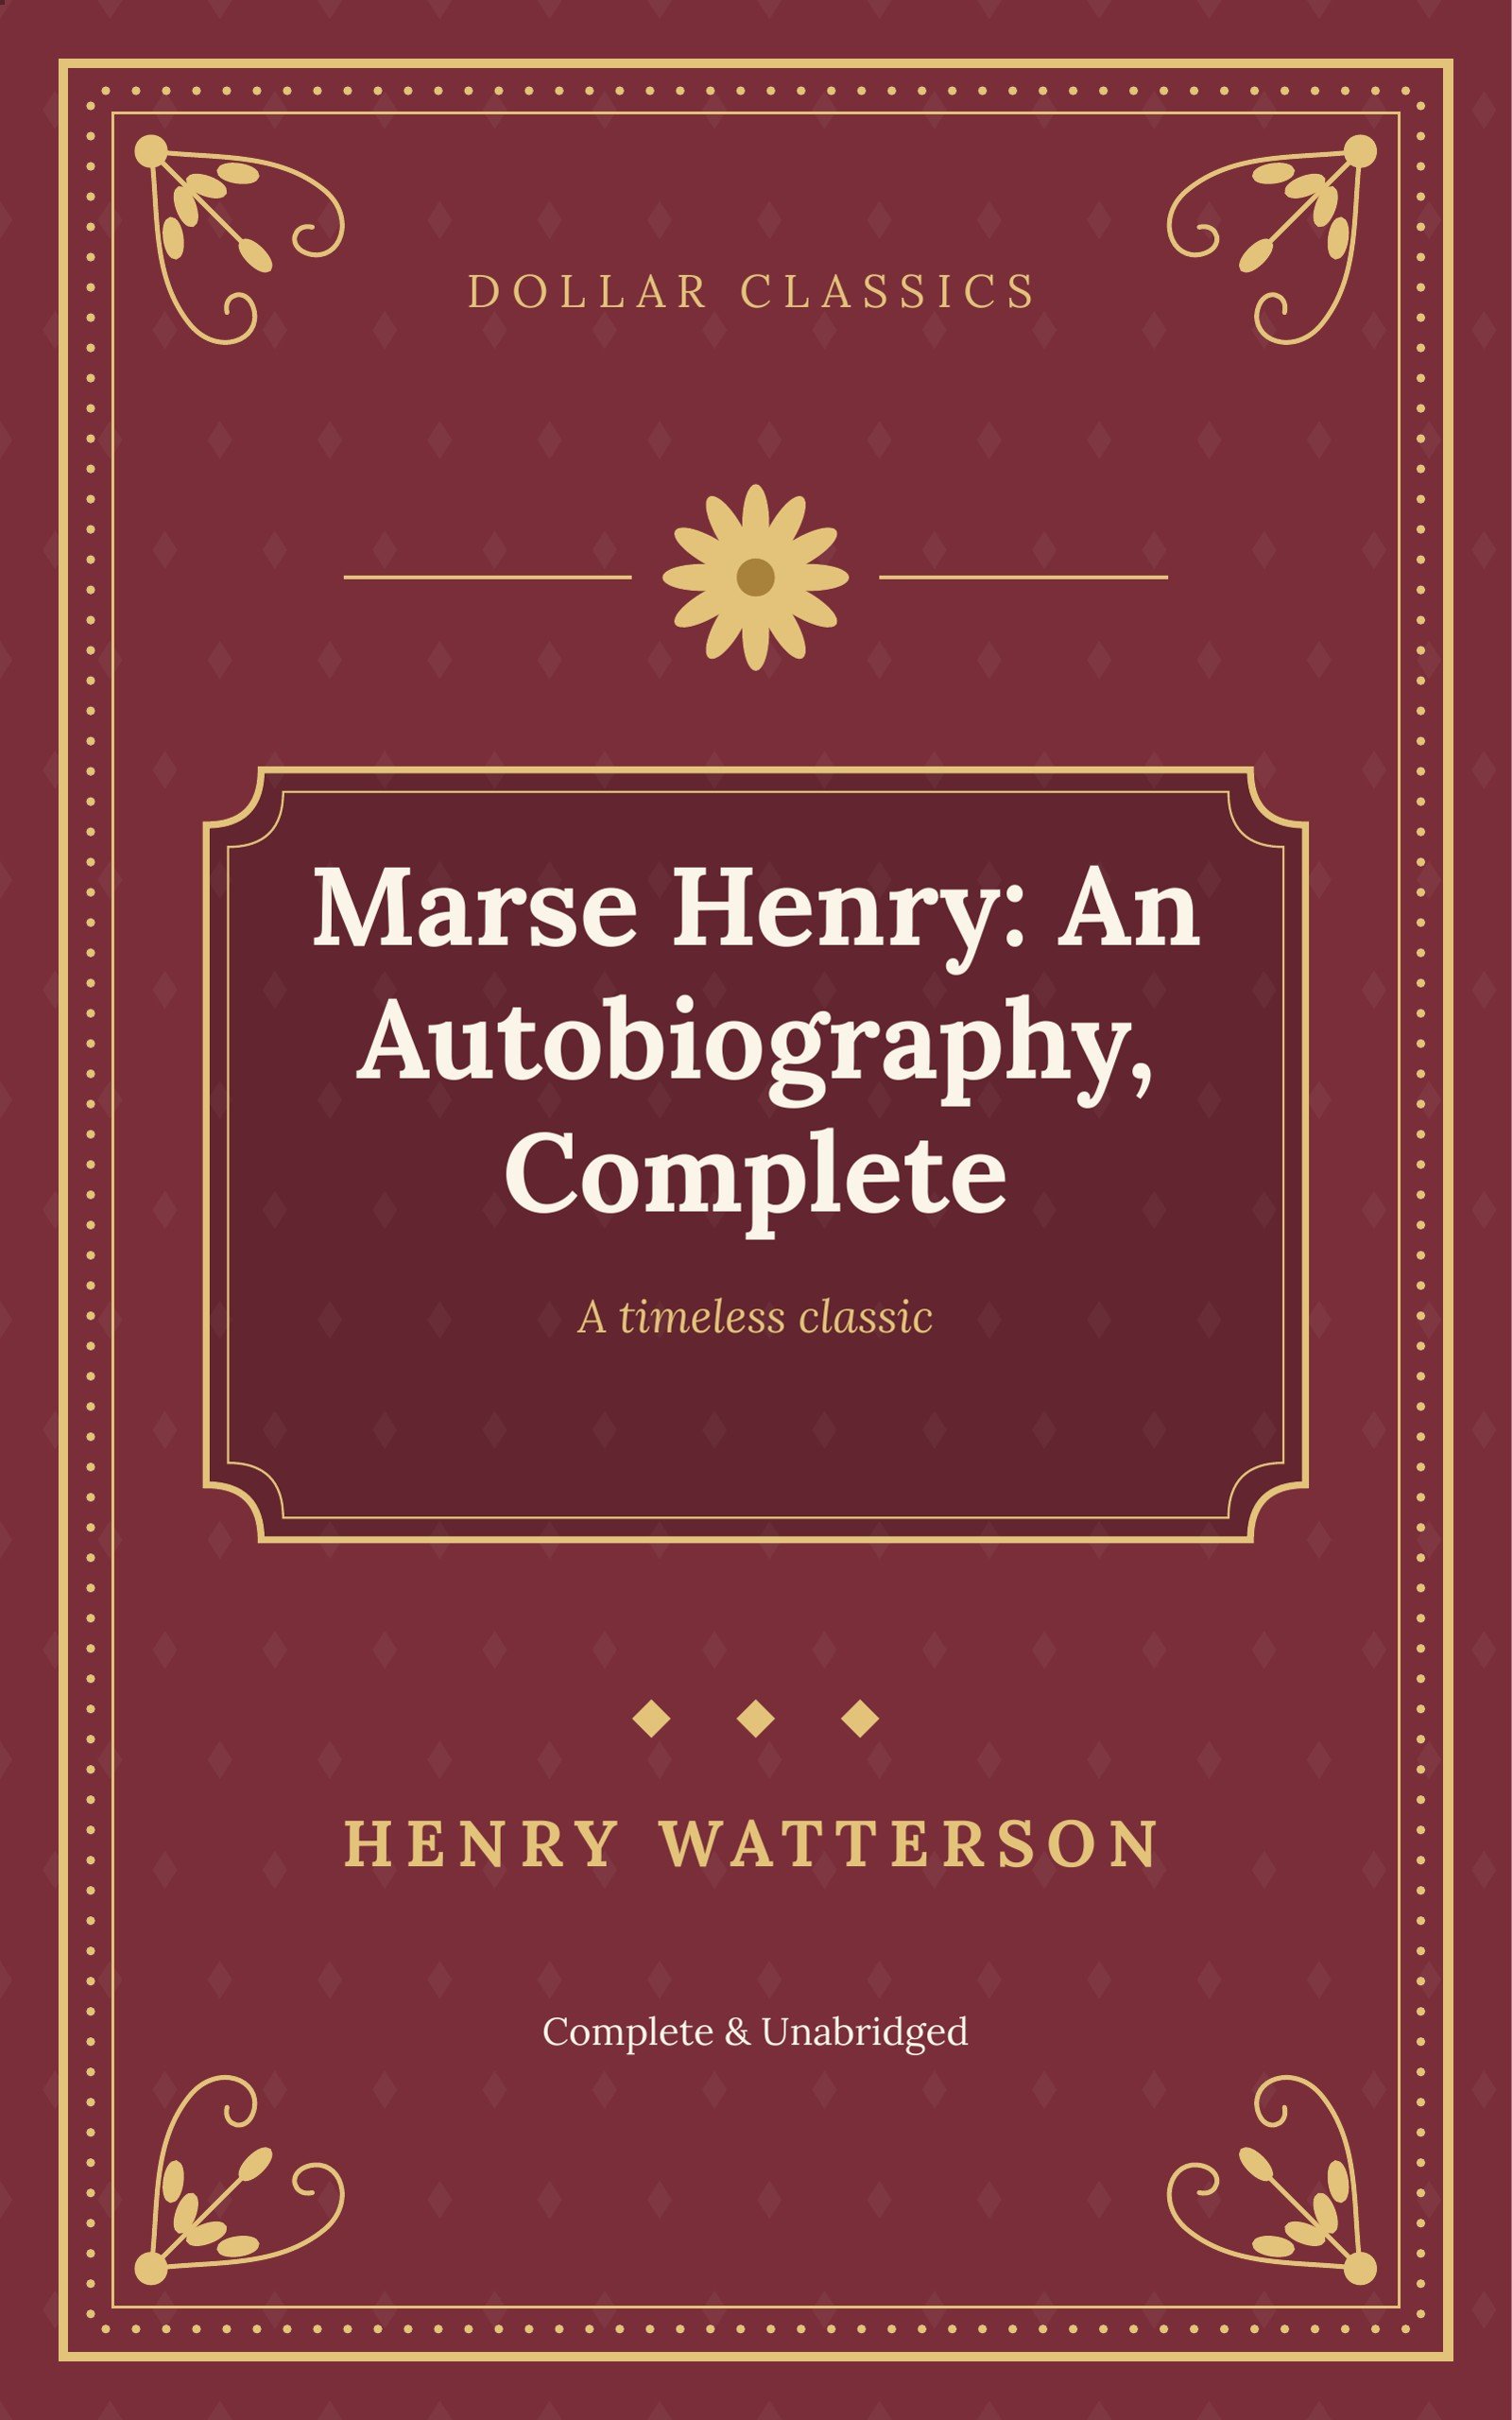 DOLLAR CLASSICS
Marse Henry: An
Autobiography,
Complete
A timeless classic
HENRY WATTERSON
Complete & Unabridged